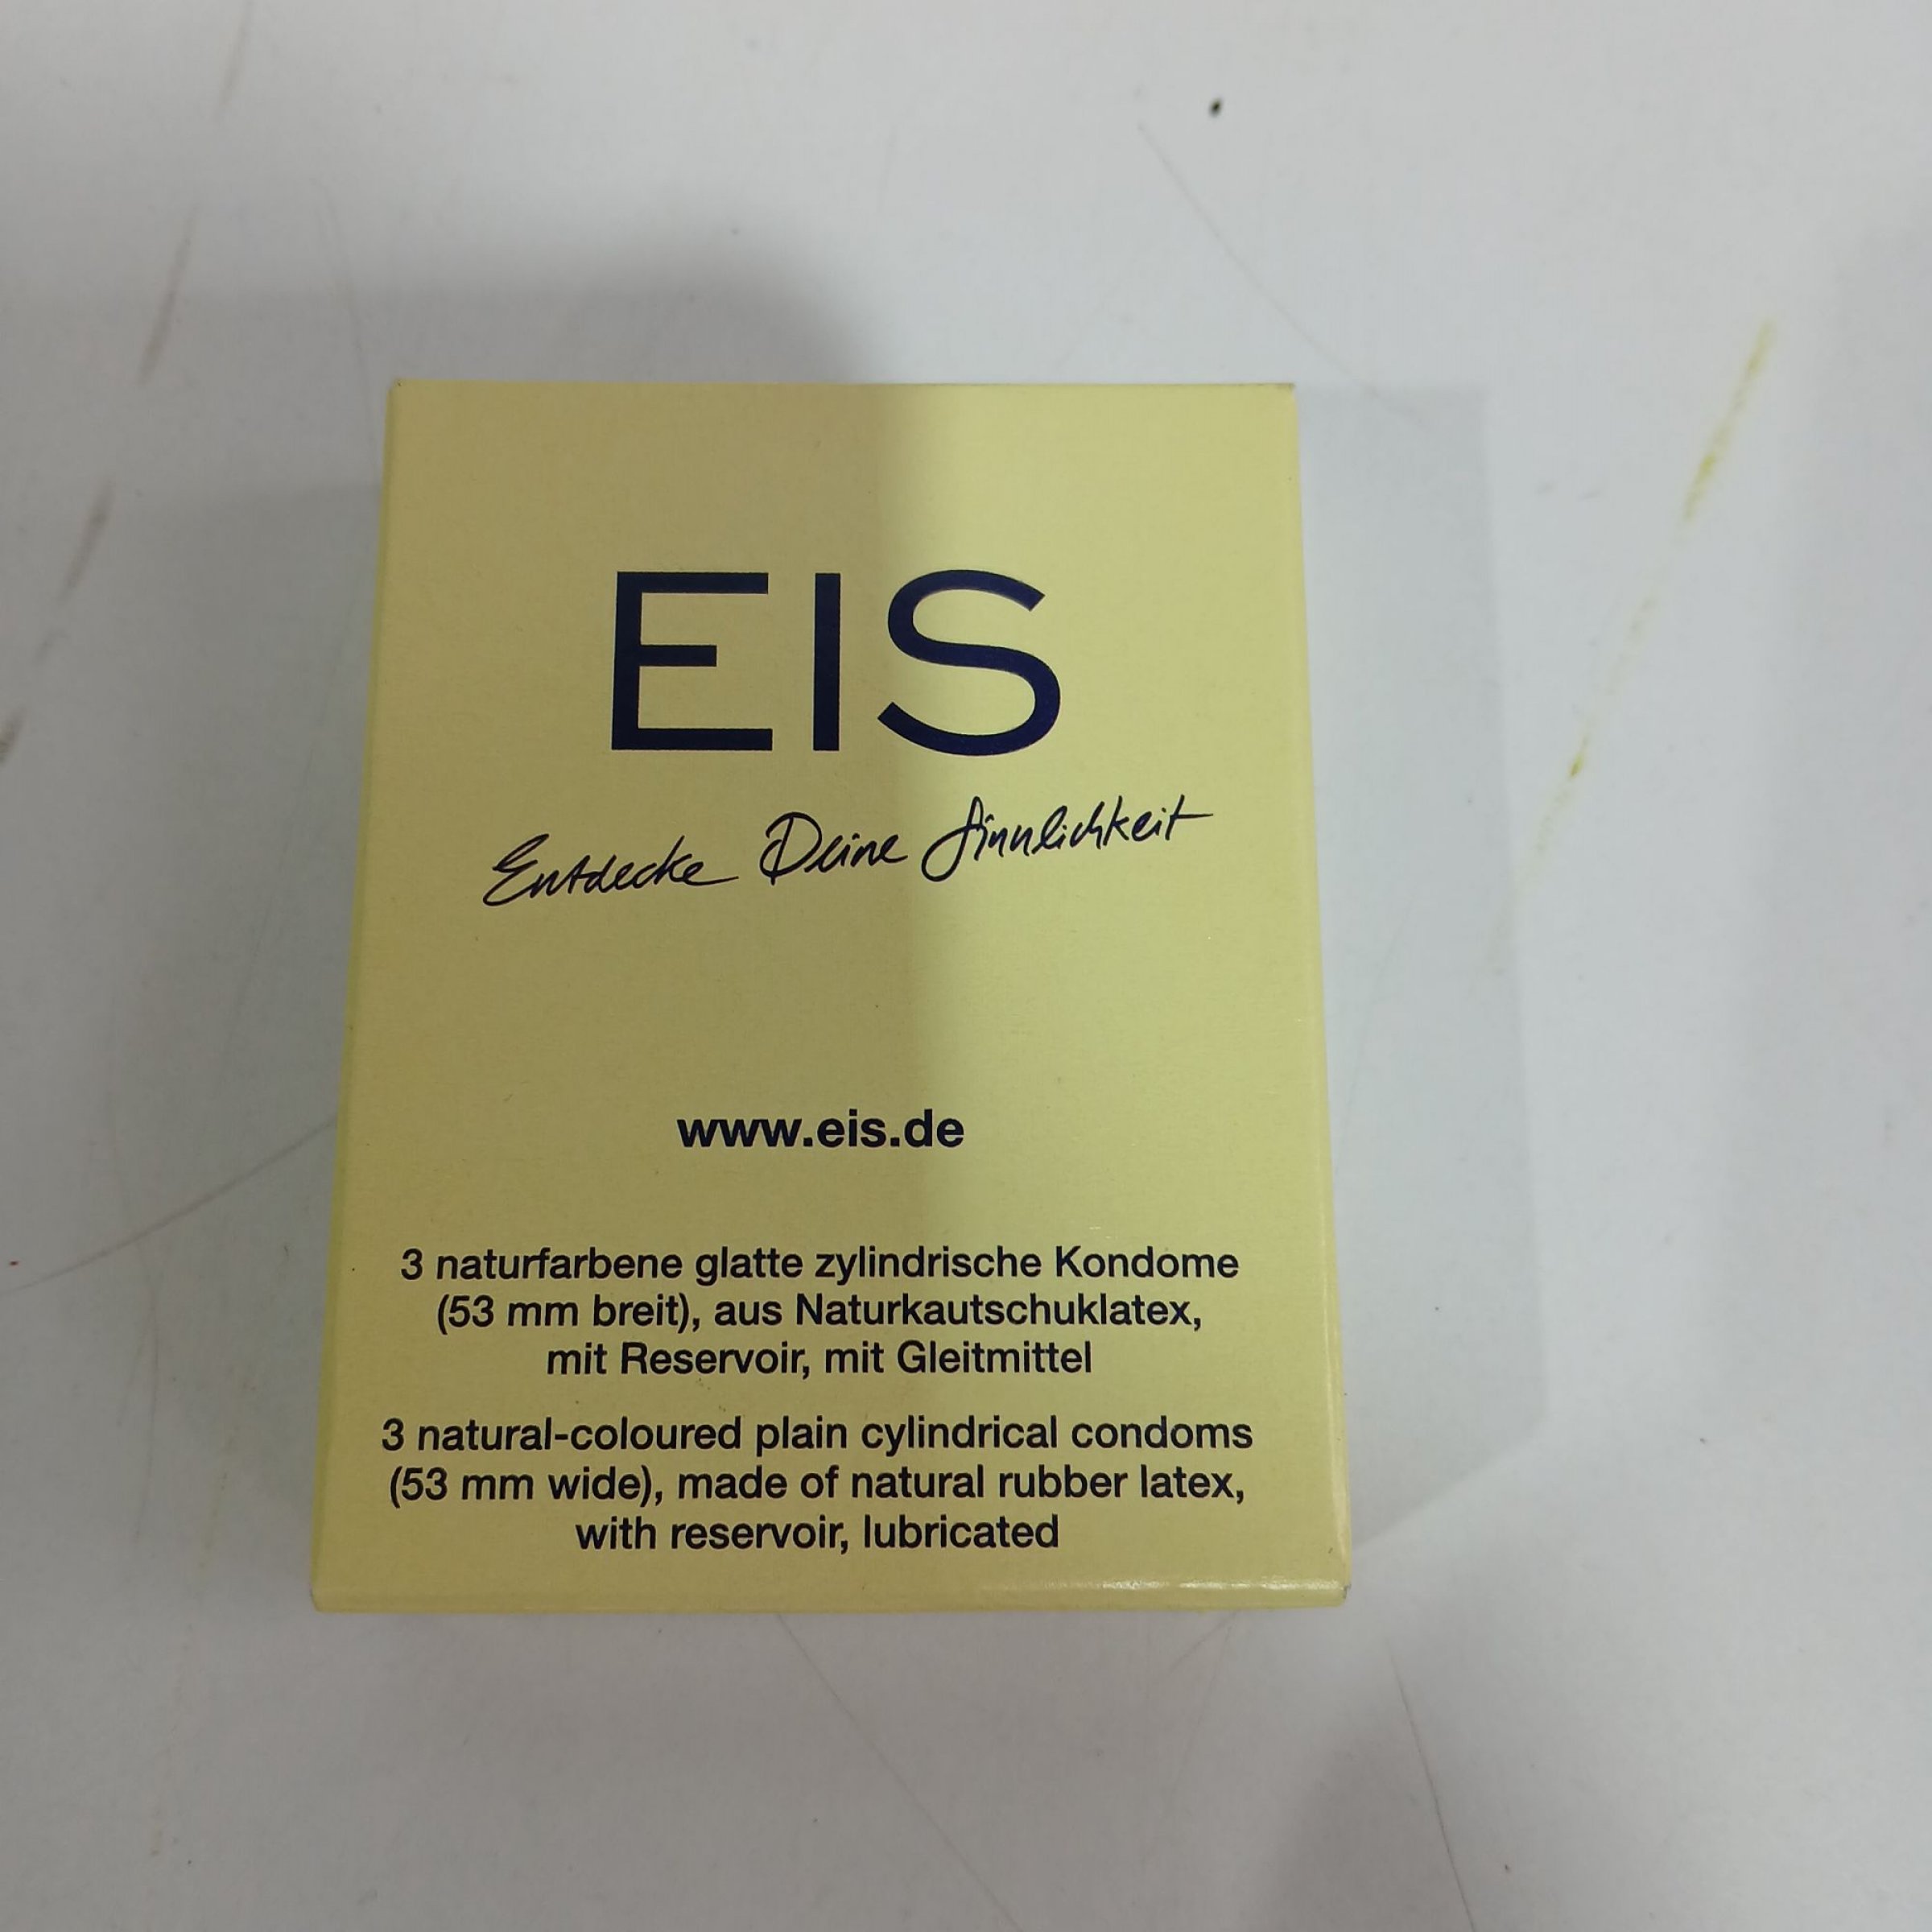 EIS
Entdecke Deine Sinnlichkeit
www.eis.de
3 naturfarbene glatte zylindrische Kondome
(53 mm breit), aus Naturkautschuklatex,
mit Reservoir, mit Gleitmittel
3 natural-coloured plain cylindrical condoms
(53 mm wide), made of natural rubber latex,
with reservoir, lubricated